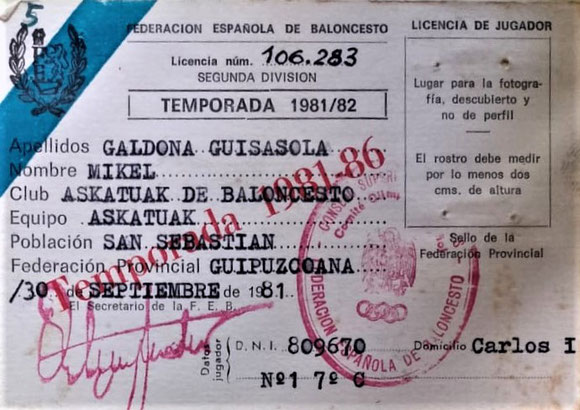 5
FEDERACION ESPAÑOLA DE BALONCESTO
Licencia núm. 106.283
SEGUNDA DIVISION
TEMPORADA 1981/82
LICENCIA DE JUGADOR
Lugar para la fotogra-
fía, descubierto y
no de perfil
El rostro debe medir
por lo menos dos
cms. de altura
Sello de la
Federación Provincial
Apellidos GALDONA GUISASOLA
Nombre MIKEL
Club ASKATUAK DE BALONCESTO
Equipo ASKATUAK
Población SAN SEBASTIAN
Federación Provincial GUIPUZCOANA
/30 de SEPTIEMBRE de 1981.
El Secretario de la F. E. B.
Temporada 1981-86
FEDERACION ESPAÑOLA DE BALONCESTO
Datos
jugador
D. N. I. 809670
Domicilio Carlos I
Nº1 7º C